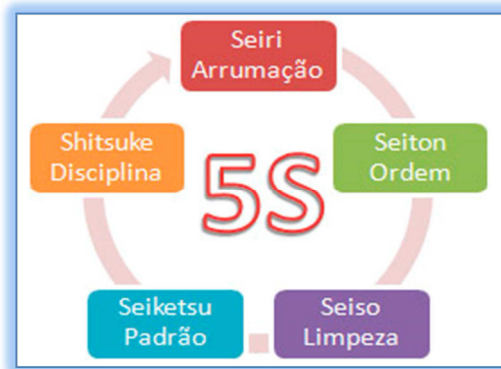 Seiri
Arrumação
Seiton
Ordem
Seiso
Limpeza
Seiketsu
Padrão
Shitsuke
Disciplina
5S